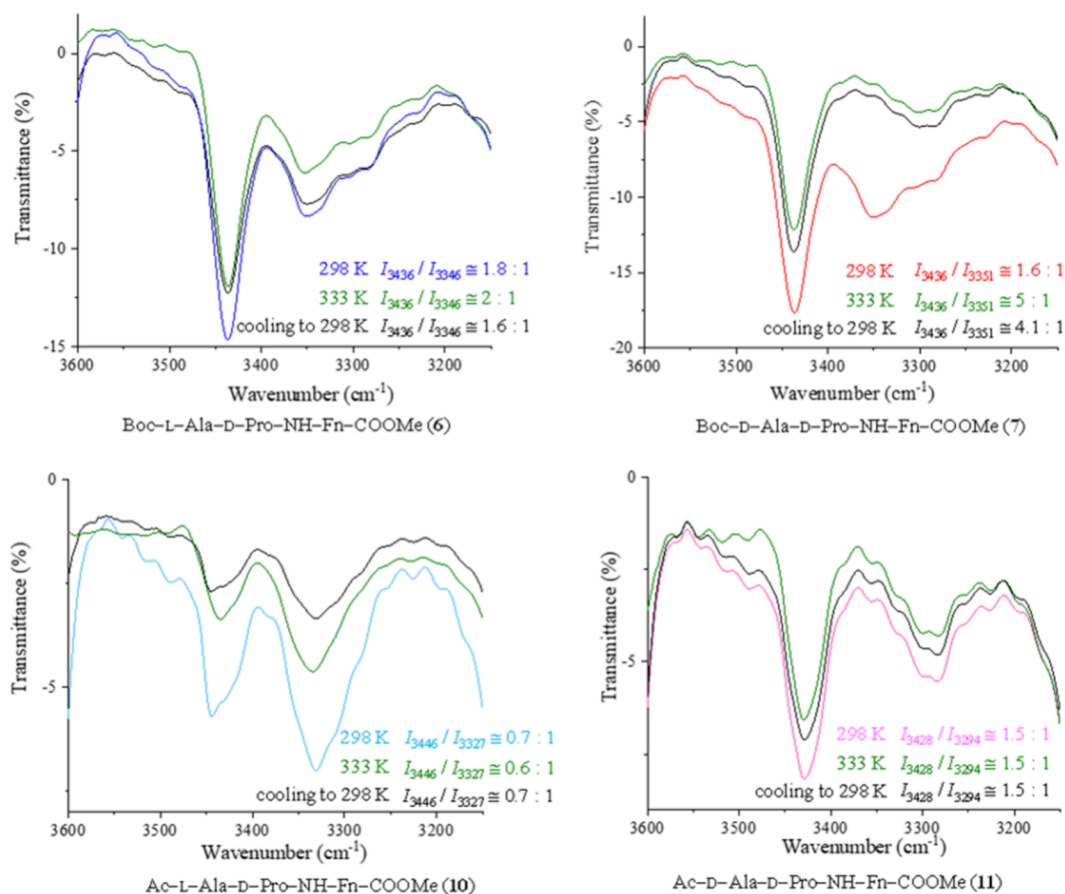 0
-5
-10
-15
Transmittance (%)
298 K I3436 / I3346 ≅ 1.8 : 1
333 K I3436 / I3346 ≅ 2 : 1
cooling to 298 K I3436 / I3346 ≅ 1.6 : 1
3600 3500 3400 3300 3200
Wavenumber (cm-1)
Boc–L–Ala–D–Pro–NH–Fn–COOMe (6)
0
-5
-10
-15
-20
Transmittance (%)
298 K I3436 / I3351 ≅ 1.6 : 1
333 K I3436 / I3351 ≅ 5 : 1
cooling to 298 K I3436 / I3351 ≅ 4.1 : 1
3600 3500 3400 3300 3200
Wavenumber (cm-1)
Boc–D–Ala–D–Pro–NH–Fn–COOMe (7)
0
-5
Transmittance (%)
298 K I3446 / I3327 ≅ 0.7 : 1
333 K I3446 / I3327 ≅ 0.6 : 1
cooling to 298 K I3446 / I3327 ≅ 0.7 : 1
3600 3500 3400 3300 3200
Wavenumber (cm-1)
Ac–L–Ala–D–Pro–NH–Fn–COOMe (10)
0
-5
Transmittance (%)
298 K I3428 / I3294 ≅ 1.5 : 1
333 K I3428 / I3294 ≅ 1.5 : 1
cooling to 298 K I3428 / I3294 ≅ 1.5 : 1
3600 3500 3400 3300 3200
Wavenumber (cm-1)
Ac–D–Ala–D–Pro–NH–Fn–COOMe (11)